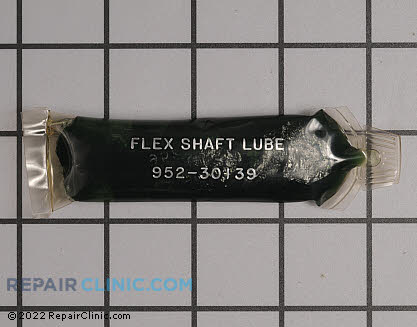 FLEX SHAFT LUBE
952-30139
REPAIRCLINIC.COM
©2022 RepairClinic.com